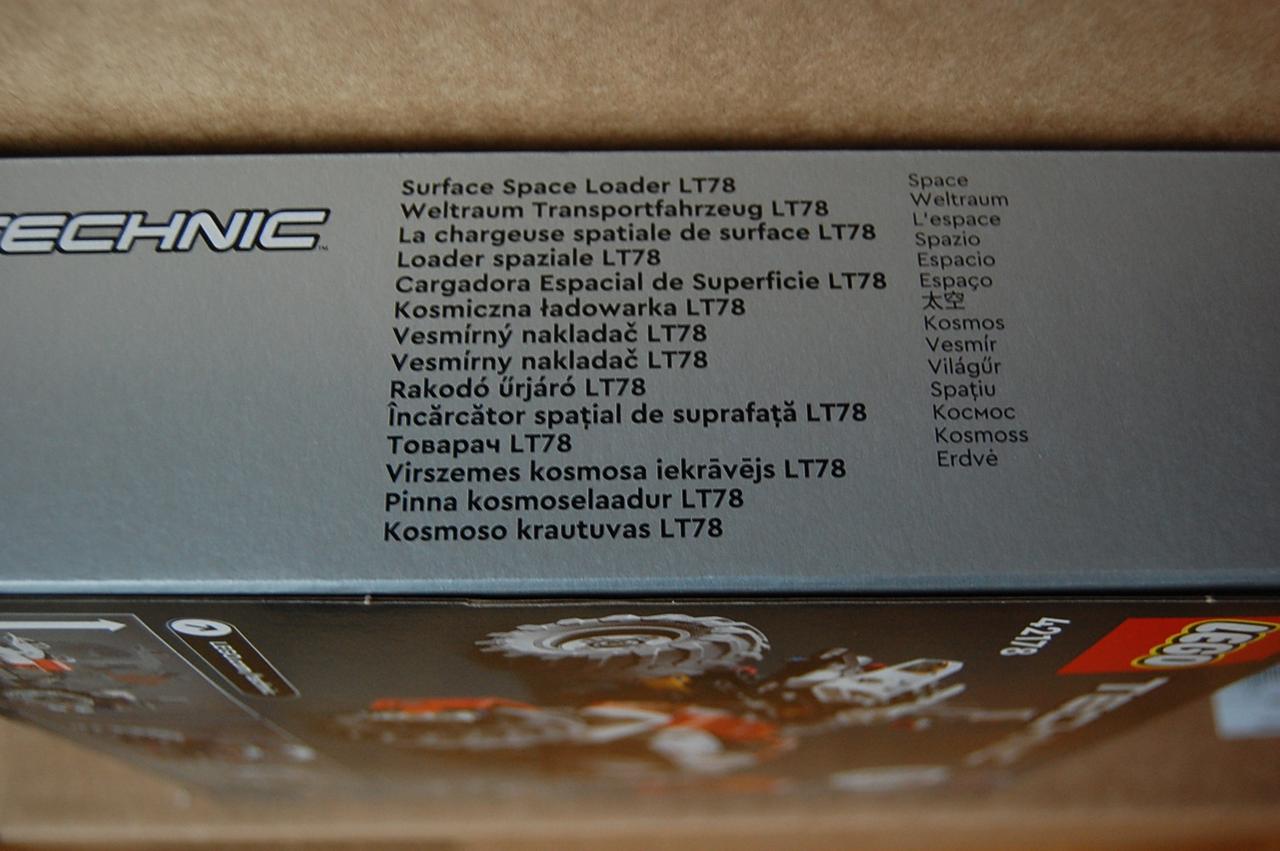 TECHNIC
Surface Space Loader LT78
Weltraum Transportfahrzeug LT78
La chargeuse spatiale de surface LT78
Loader spaziale LT78
Cargadora Espacial de Superficie LT78
Kosmiczna ładowarka LT78
Vesmírný nakladač LT78
Vesmírny nakladač LT78
Rakodó űrjáró LT78
Încărcător spațial de suprafață LT78
Товарач LT78
Virszemes kosmosa iekrāvējs LT78
Pinna kosmoselaadur LT78
Kosmoso krautuvas LT78
Space
Weltraum
L'espace
Spazio
Espacio
Espaço
太空
Kosmos
Vesmír
Világűr
Spațiu
Космос
Kosmoss
Erdvė
42178
LEGO